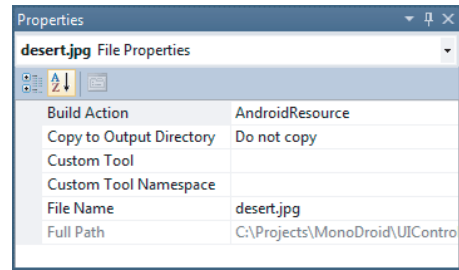 Properties
desert.jpg File Properties
Build Action AndroidResource
Copy to Output Directory Do not copy
Custom Tool
Custom Tool Namespace
File Name desert.jpg
Full Path C:\Projects\MonoDroid\UIContro